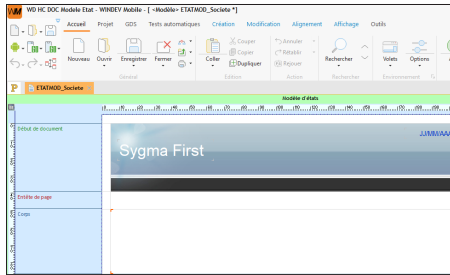 WD HC DOC Modele Etat - WINDEV Mobile - [ <Modèle> ETATMOD_Societe *]
Accueil Projet GDS Tests automatiques Création Modification Alignement Affichage Outils
Nouveau Ouvrir Enregistrer Fermer Coller Couper Copier Dupliquer Annuler Rétablir Rejouer Rechercher Volets Options
Général Edition Action Rechercher Environnement
ETATMOD_Societe
Modèle d'états
Début de document
JJ/MM/AAA
Sygma First
Entête de page
Corps